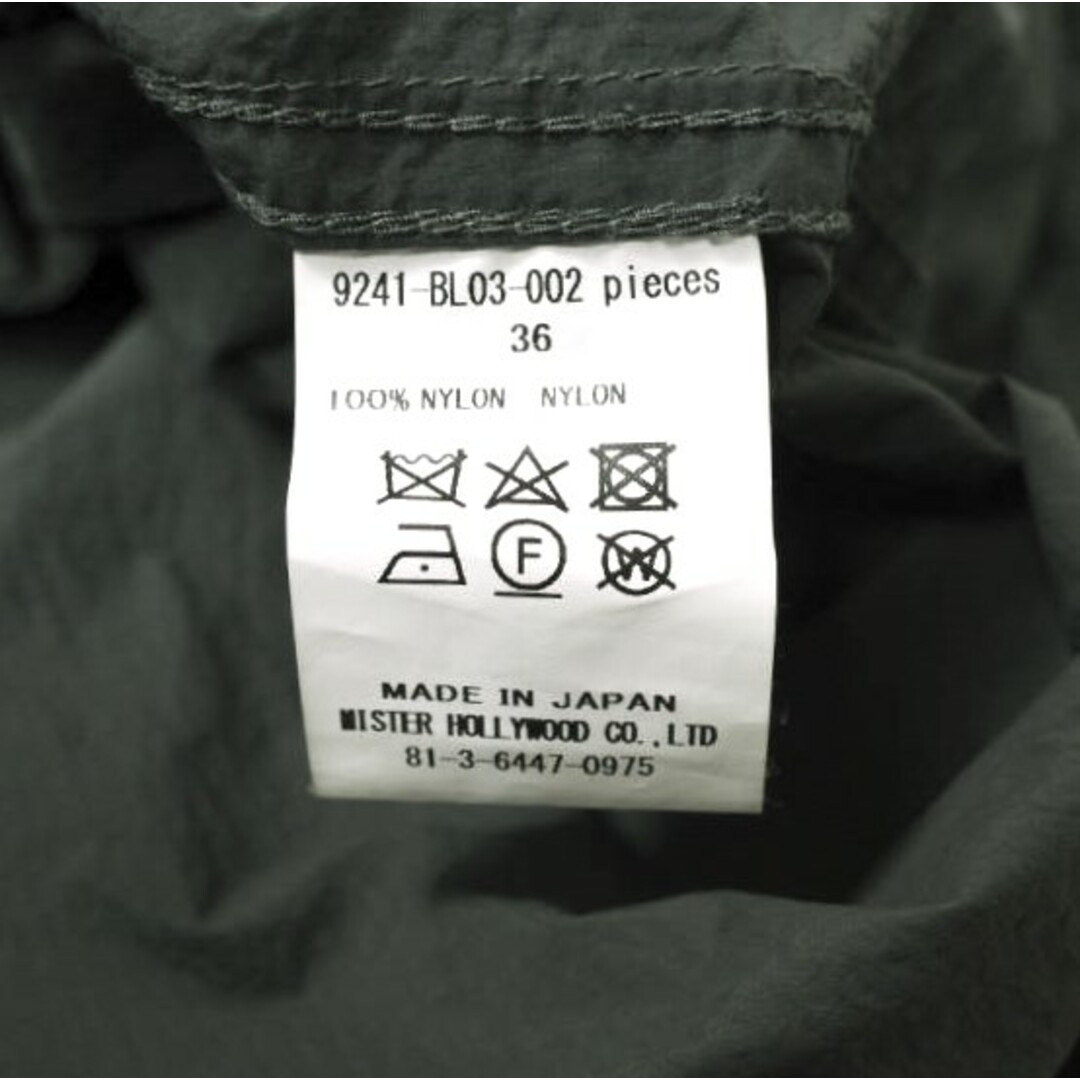 9241-BL03-002 pieces
36
100% NYLON NYLON
F
W
MADE IN JAPAN
MISTER HOLLYWOOD CO.,LTD
81-3-6447-0975